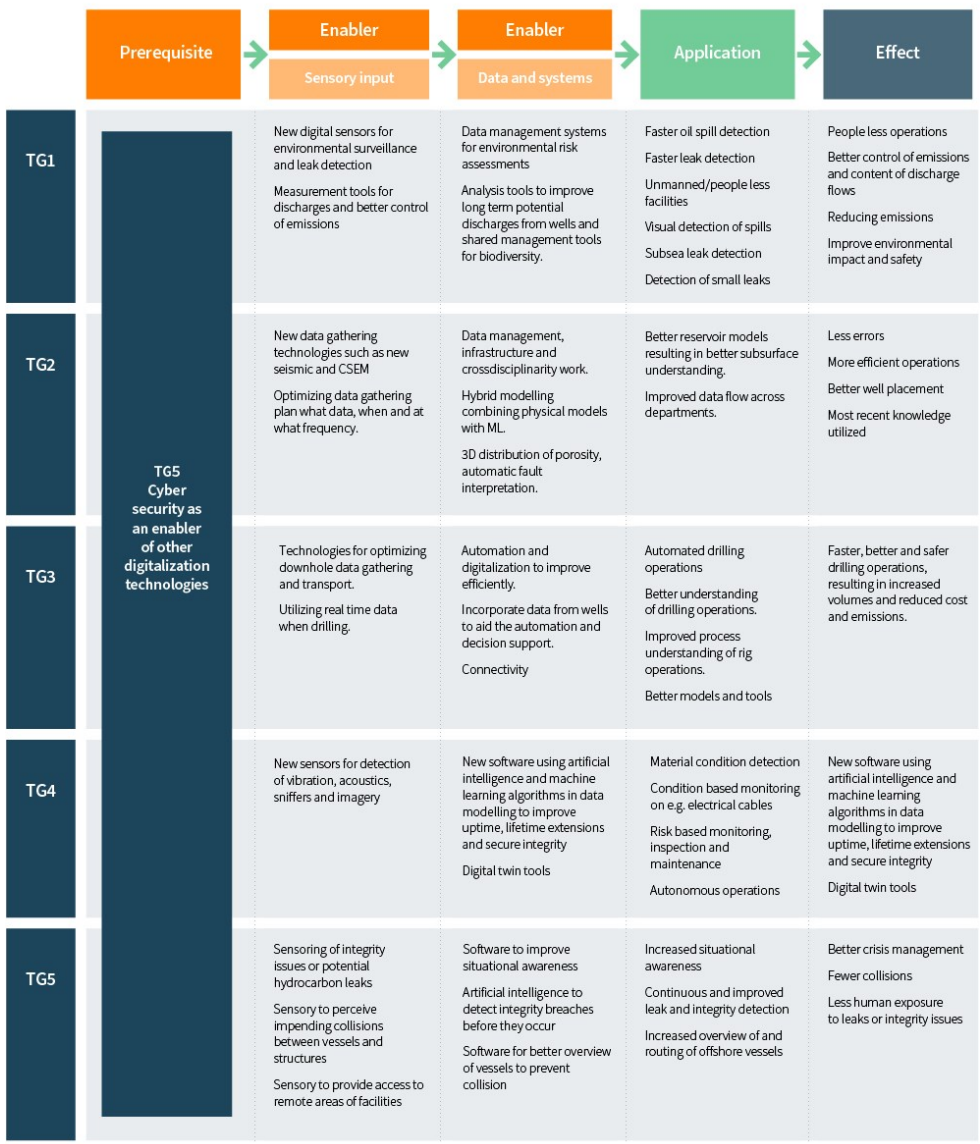 Prerequisite
Enabler
Sensory input
Enabler
Data and systems
Application
Effect
TG5
Cyber
security as
an enabler
of other
digitalization
technologies
TG1
New digital sensors for
environmental surveillance
and leak detection
Measurement tools for
discharges and better control
of emissions
Data management systems
for environmental risk
assessments
Analysis tools to improve
long term potential
discharges from wells and
shared management tools
for biodiversity.
Faster oil spill detection
Faster leak detection
Unmanned/people less
facilities
Visual detection of spills
Subsea leak detection
Detection of small leaks
People less operations
Better control of emissions
and content of discharge
flows
Reducing emissions
Improve environmental
impact and safety
TG2
New data gathering
technologies such as new
seismic and CSEM
Optimizing data gathering
plan what data, when and at
what frequency.
Data management,
infrastructure and
crossdisciplinarity work.
Hybrid modelling
combining physical models
with ML.
3D distribution of porosity,
automatic fault
interpretation.
Better reservoir models
resulting in better subsurface
understanding.
Improved data flow across
departments.
Less errors
More efficient operations
Better well placement
Most recent knowledge
utilized
TG3
Technologies for optimizing
downhole data gathering
and transport.
Utilizing real time data
when drilling.
Automation and
digitalization to improve
efficiently.
Incorporate data from wells
to aid the automation and
decision support.
Connectivity
Automated drilling
operations
Better understanding
of drilling operations.
Improved process
understanding of rig
operations.
Better models and tools
Faster, better and safer
drilling operations,
resulting in increased
volumes and reduced cost
and emissions.
TG4
New sensors for detection
of vibration, acoustics,
sniffers and imagery
New software using artificial
intelligence and machine
learning algorithms in data
modelling to improve
uptime, lifetime extensions
and secure integrity
Digital twin tools
Material condition detection
Condition based monitoring
on e.g. electrical cables
Risk based monitoring,
inspection and
maintenance
Autonomous operations
New software using
artificial intelligence and
machine learning
algorithms in data
modelling to improve
uptime, lifetime extensions
and secure integrity
Digital twin tools
TG5
Sensoring of integrity
issues or potential
hydrocarbon leaks
Sensory to perceive
impending collisions
between vessels and
structures
Sensory to provide access to
remote areas of facilities
Software to improve
situational awareness
Artificial intelligence to
detect integrity breaches
before they occur
Software for better overview
of vessels to prevent
collision
Increased situational
awareness
Continuous and improved
leak and integrity detection
Increased overview of and
routing of offshore vessels
Better crisis management
Fewer collisions
Less human exposure
to leaks or integrity issues